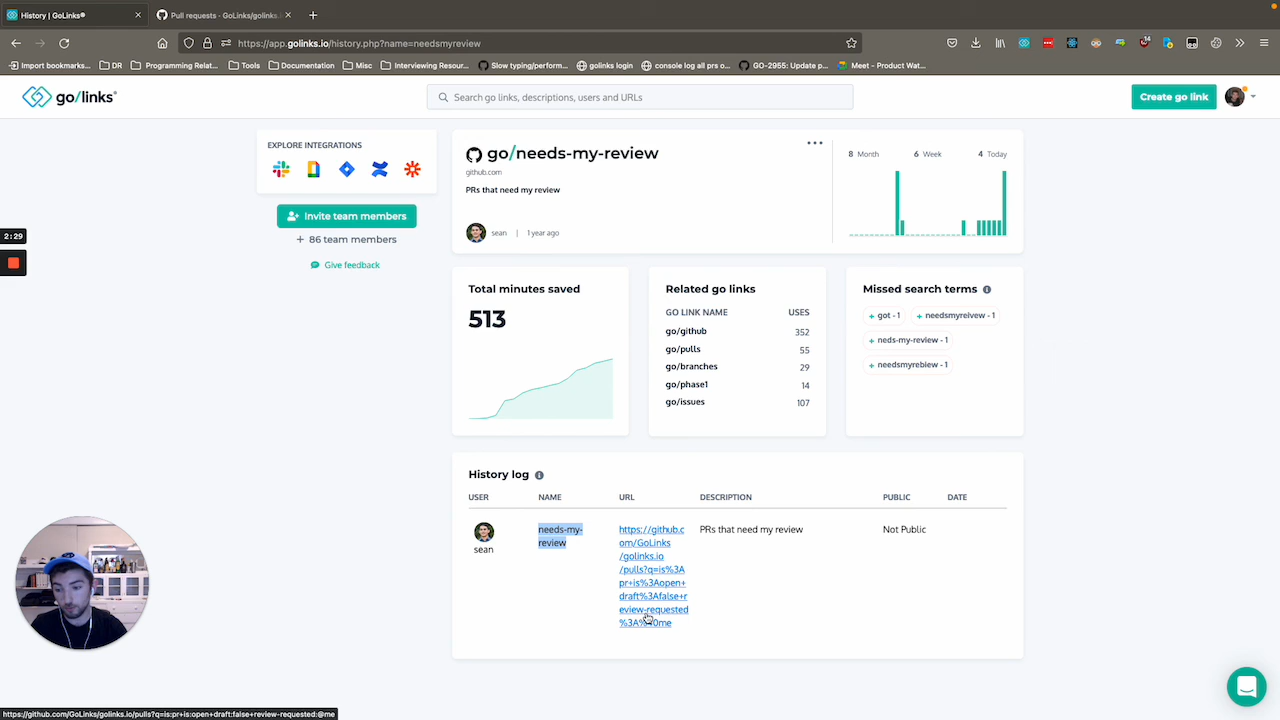 History | GoLinks®
Pull requests - GoLinks/golinks.
https://app.golinks.io/history.php?name=needsmyreview
Import bookmarks...
DR
Programming Relat...
Tools
Documentation
Misc
Interviewing Resour...
Slow typing/perform...
golinks login
console log all prs o...
GO-2955: Update p...
Meet – Product Wat...
go/links®
Search go links, descriptions, users and URLs
Create go link
EXPLORE INTEGRATIONS
Invite team members
+ 86 team members
Give feedback
2:29
go/needs-my-review
github.com
PRs that need my review
sean | 1 year ago
8 Month
6 Week
4 Today
Total minutes saved
513
Related go links
GO LINK NAME USES
go/github 352
go/pulls 55
go/branches 29
go/phase1 14
go/issues 107
Missed search terms
+ got - 1
+ needsmyreivew - 1
+ neds-my-review - 1
+ needsmyrebiew - 1
History log
USER NAME URL DESCRIPTION PUBLIC DATE
sean
needs-my-
review
https://github.c
om/GoLinks
/golinks.io
/pulls?q=is%3A
pr+is%3Aopen+
draft%3Afalse+r
eview-requested
%3A%40me
PRs that need my review
Not Public
https://github.com/GoLinks/golinks.io/pulls?q=is:pr+is:open+draft:false+review-requested:@me